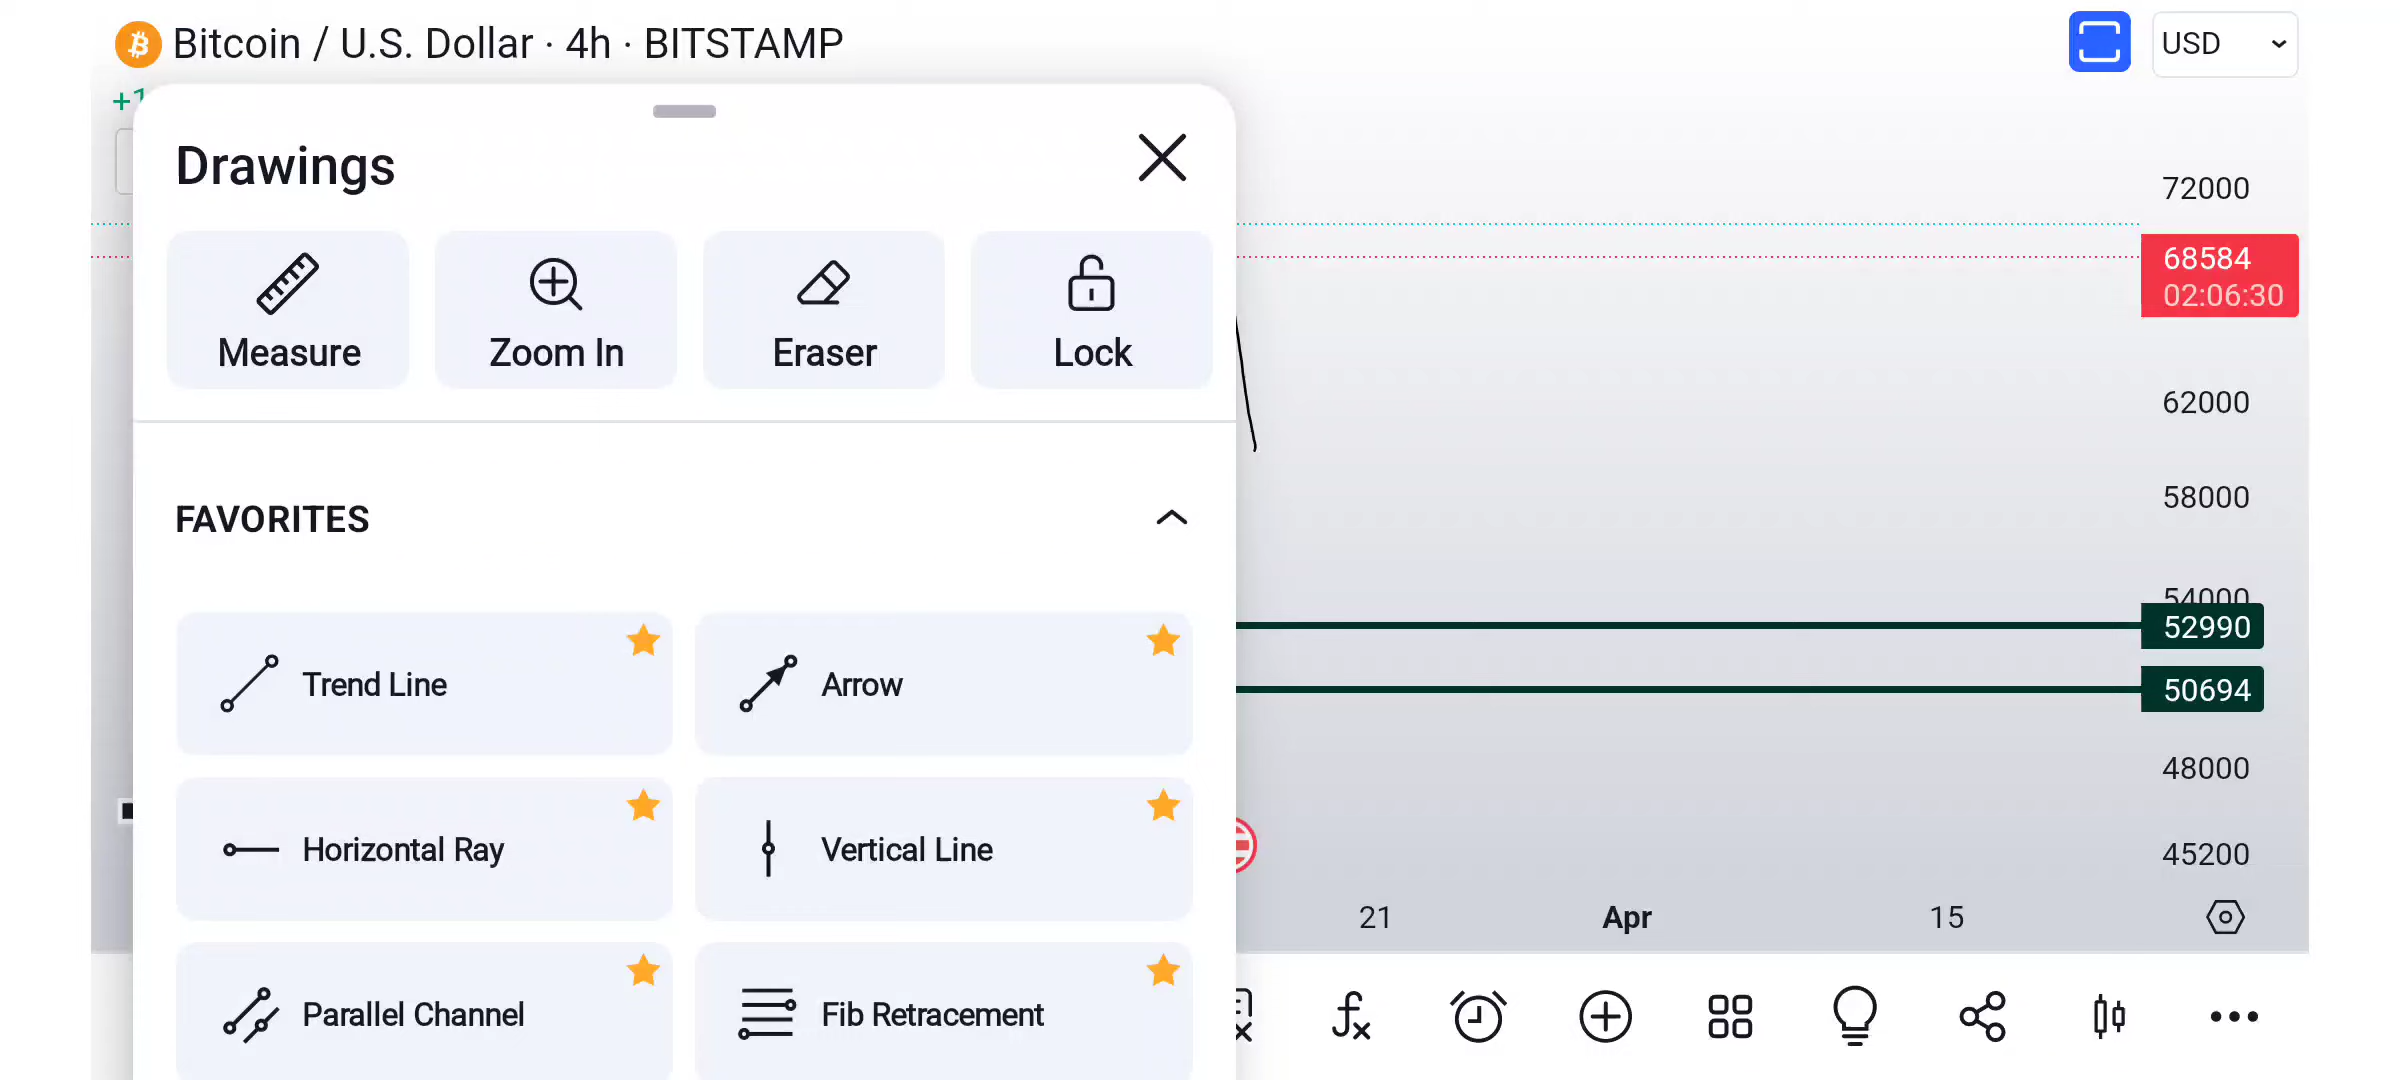 Bitcoin / U.S. Dollar · 4h · BITSTAMP
USD
Drawings
Measure
Zoom In
Eraser
Lock
FAVORITES
Trend Line
Arrow
Horizontal Ray
Vertical Line
Parallel Channel
Fib Retracement
72000
68584
02:06:30
62000
58000
54000
52990
50694
48000
45200
21
Apr
15